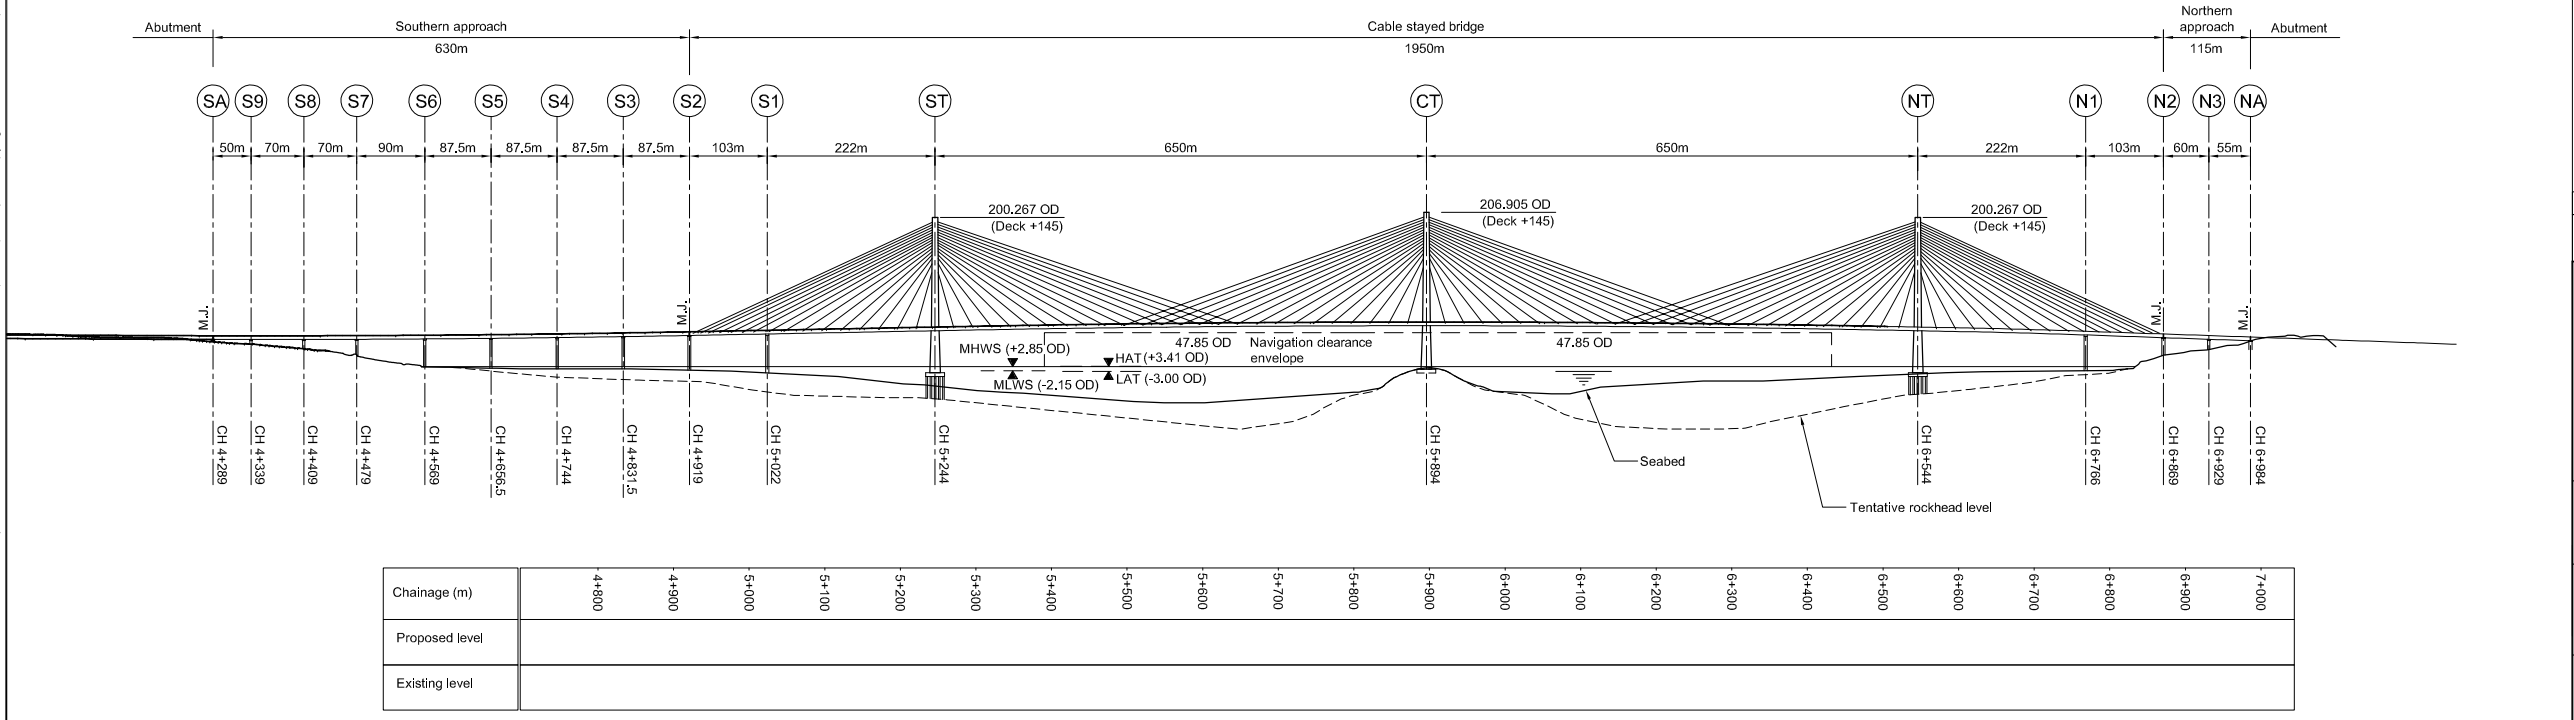 Abutment
Southern approach
630m
Cable stayed bridge
1950m
Northern
approach
115m
Abutment
SA S9 S8 S7 S6 S5 S4 S3 S2 S1 ST CT NT N1 N2 N3 NA
50m 70m 70m 90m 87.5m 87.5m 87.5m 87.5m 103m 222m 650m 650m 222m 103m 60m 55m
200.267 OD
(Deck +145)
206.905 OD
(Deck +145)
200.267 OD
(Deck +145)
M.J.
M.J.
M.J.
M.J.
MHWS (+2.85 OD)
MLWS (-2.15 OD)
HAT (+3.41 OD)
LAT (-3.00 OD)
47.85 OD
Navigation clearance
envelope
47.85 OD
CH 4+289
CH 4+339
CH 4+409
CH 4+479
CH 4+569
CH 4+656.5
CH 4+744
CH 4+831.5
CH 4+919
CH 5+022
CH 5+244
CH 5+894
CH 6+544
CH 6+766
CH 6+869
CH 6+929
CH 6+984
Seabed
Tentative rockhead level
Chainage (m)
4+800
4+900
5+000
5+100
5+200
5+300
5+400
5+500
5+600
5+700
5+800
5+900
6+000
6+100
6+200
6+300
6+400
6+500
6+600
6+700
6+800
6+900
7+000
Proposed level
Existing level